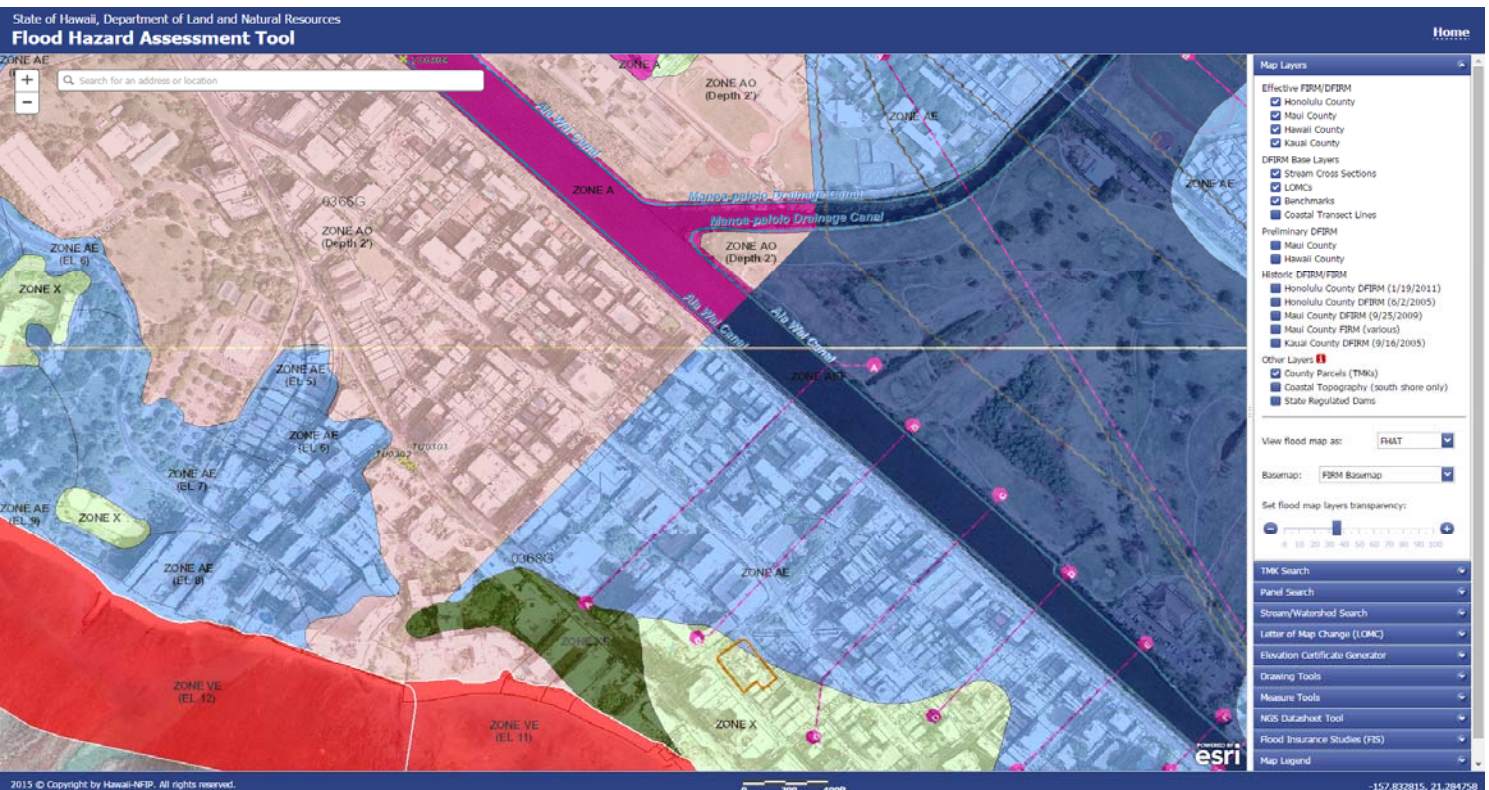 State of Hawaii, Department of Land and Natural Resources
Flood Hazard Assessment Tool
Home
ZONE AE
+
Search for an address or location
−
ZONE A
ZONE AO
(Depth 2')
ZONE AE
Ala Wai Canal
ZONE A
Manoa-palolo Drainage Canal
Manoa-palolo Drainage Canal
ZONE AE
0365G
ZONE AO
(Depth 2')
ZONE AO
(Depth 2')
ZONE AE
(EL 6)
ZONE X
Ala Wai Canal
Ala Wai Canal
ZONE AE
(EL 5)
A
ZONE AE
(EL 6)
TU0303
ZONE AE
(EL 7)
ZONE AE
(EL 9)
ZONE X
C
0368G
ZONE AE
(EL 8)
ZONE AE
D
ZONE VE
(EL 12)
ZONE VE
(EL 11)
ZONE X
POWERED BY
esri
Map Layers
Effective FIRM/DFIRM
Honolulu County
Maui County
Hawaii County
Kauai County
DFIRM Base Layers
Stream Cross Sections
LOMCs
Benchmarks
Coastal Transect Lines
Preliminary DFIRM
Maui County
Hawaii County
Historic DFIRM/FIRM
Honolulu County DFIRM (1/19/2011)
Honolulu County DFIRM (6/2/2005)
Maui County DFIRM (9/25/2009)
Maui County FIRM (various)
Kauai County DFIRM (9/16/2005)
Other Layers
County Parcels (TMKs)
Coastal Topography (south shore only)
State Regulated Dams
View flood map as: FHAT
Basemap: FIRM Basemap
Set flood map layers transparency:
0 10 20 30 40 50 60 70 80 90 100
TMK Search
Panel Search
Stream/Watershed Search
Letter of Map Change (LOMC)
Elevation Certificate Generator
Drawing Tools
Measure Tools
NGS Datasheet Tool
Flood Insurance Studies (FIS)
Map Legend
2015 © Copyright by Hawaii-NFIP. All rights reserved.
-157.832815, 21.284758